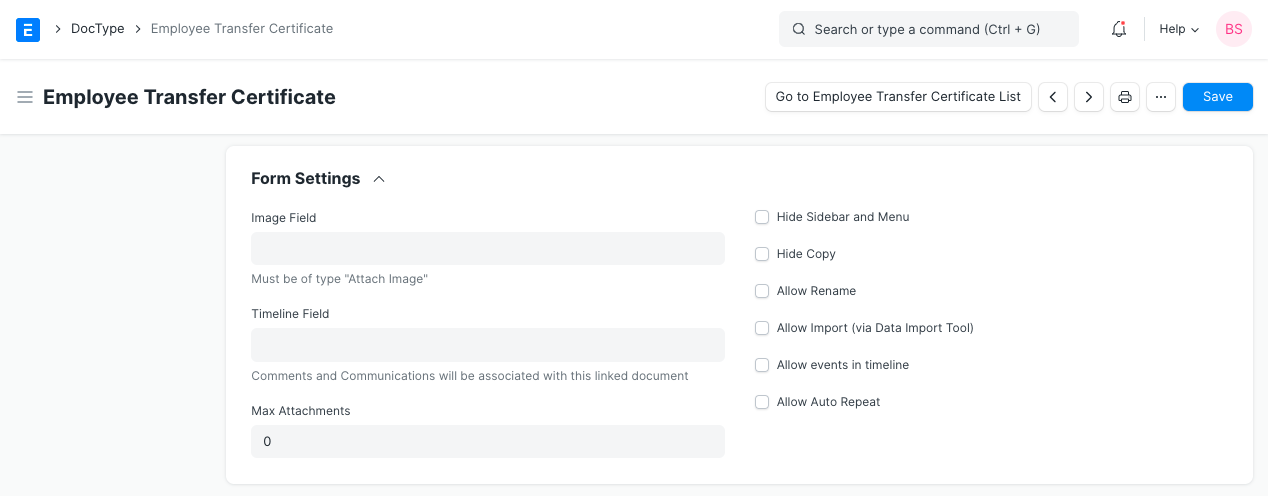 E DocType Employee Transfer Certificate Search or type a command (Ctrl + G) Help BS
Employee Transfer Certificate Go to Employee Transfer Certificate List ... Save
Form Settings
Image Field
Must be of type "Attach Image"
Timeline Field
Comments and Communications will be associated with this linked document
Max Attachments
0
Hide Sidebar and Menu
Hide Copy
Allow Rename
Allow Import (via Data Import Tool)
Allow events in timeline
Allow Auto Repeat